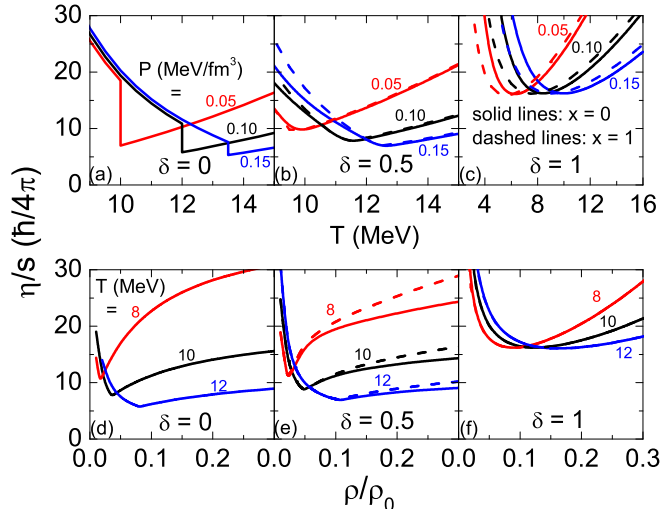 30
20
10
0
P (MeV/fm³)
=
0.05
0.10
0.15
(a)
δ = 0
10 12 14
0.05
0.10
0.15
(b)
δ = 0.5
10 12 14
0.05
0.10
0.15
solid lines: x = 0
dashed lines: x = 1
(c)
δ = 1
4 8 12 16
T (MeV)
T (MeV)
η/s (ħ/4π)
30
20
10
0
T (MeV)
=
8
10
12
(d)
δ = 0
0.0 0.1 0.2
8
10
12
(e)
δ = 0.5
0.0 0.1 0.2
8
10
12
(f)
δ = 1
0.0 0.1 0.2 0.3
ρ/ρ₀